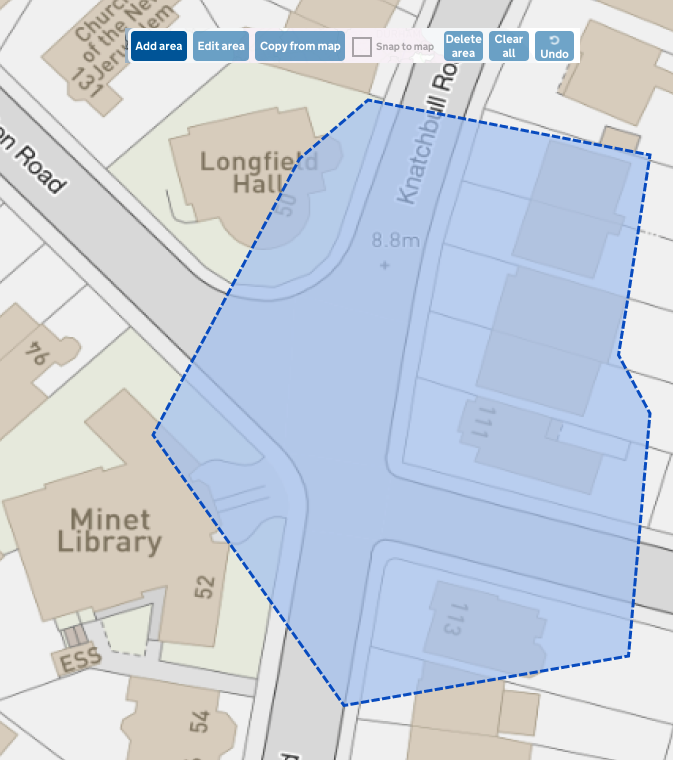 Church
of the New
Jerusalem
131
Add area
Edit area
Copy from map
Snap to map
Delete
area
Clear
all
Undo
Longfield
Hall
50
Knatchbull Ro
on Road
8.8m
76
111
Minet
Library
52
113
ESS
54
R